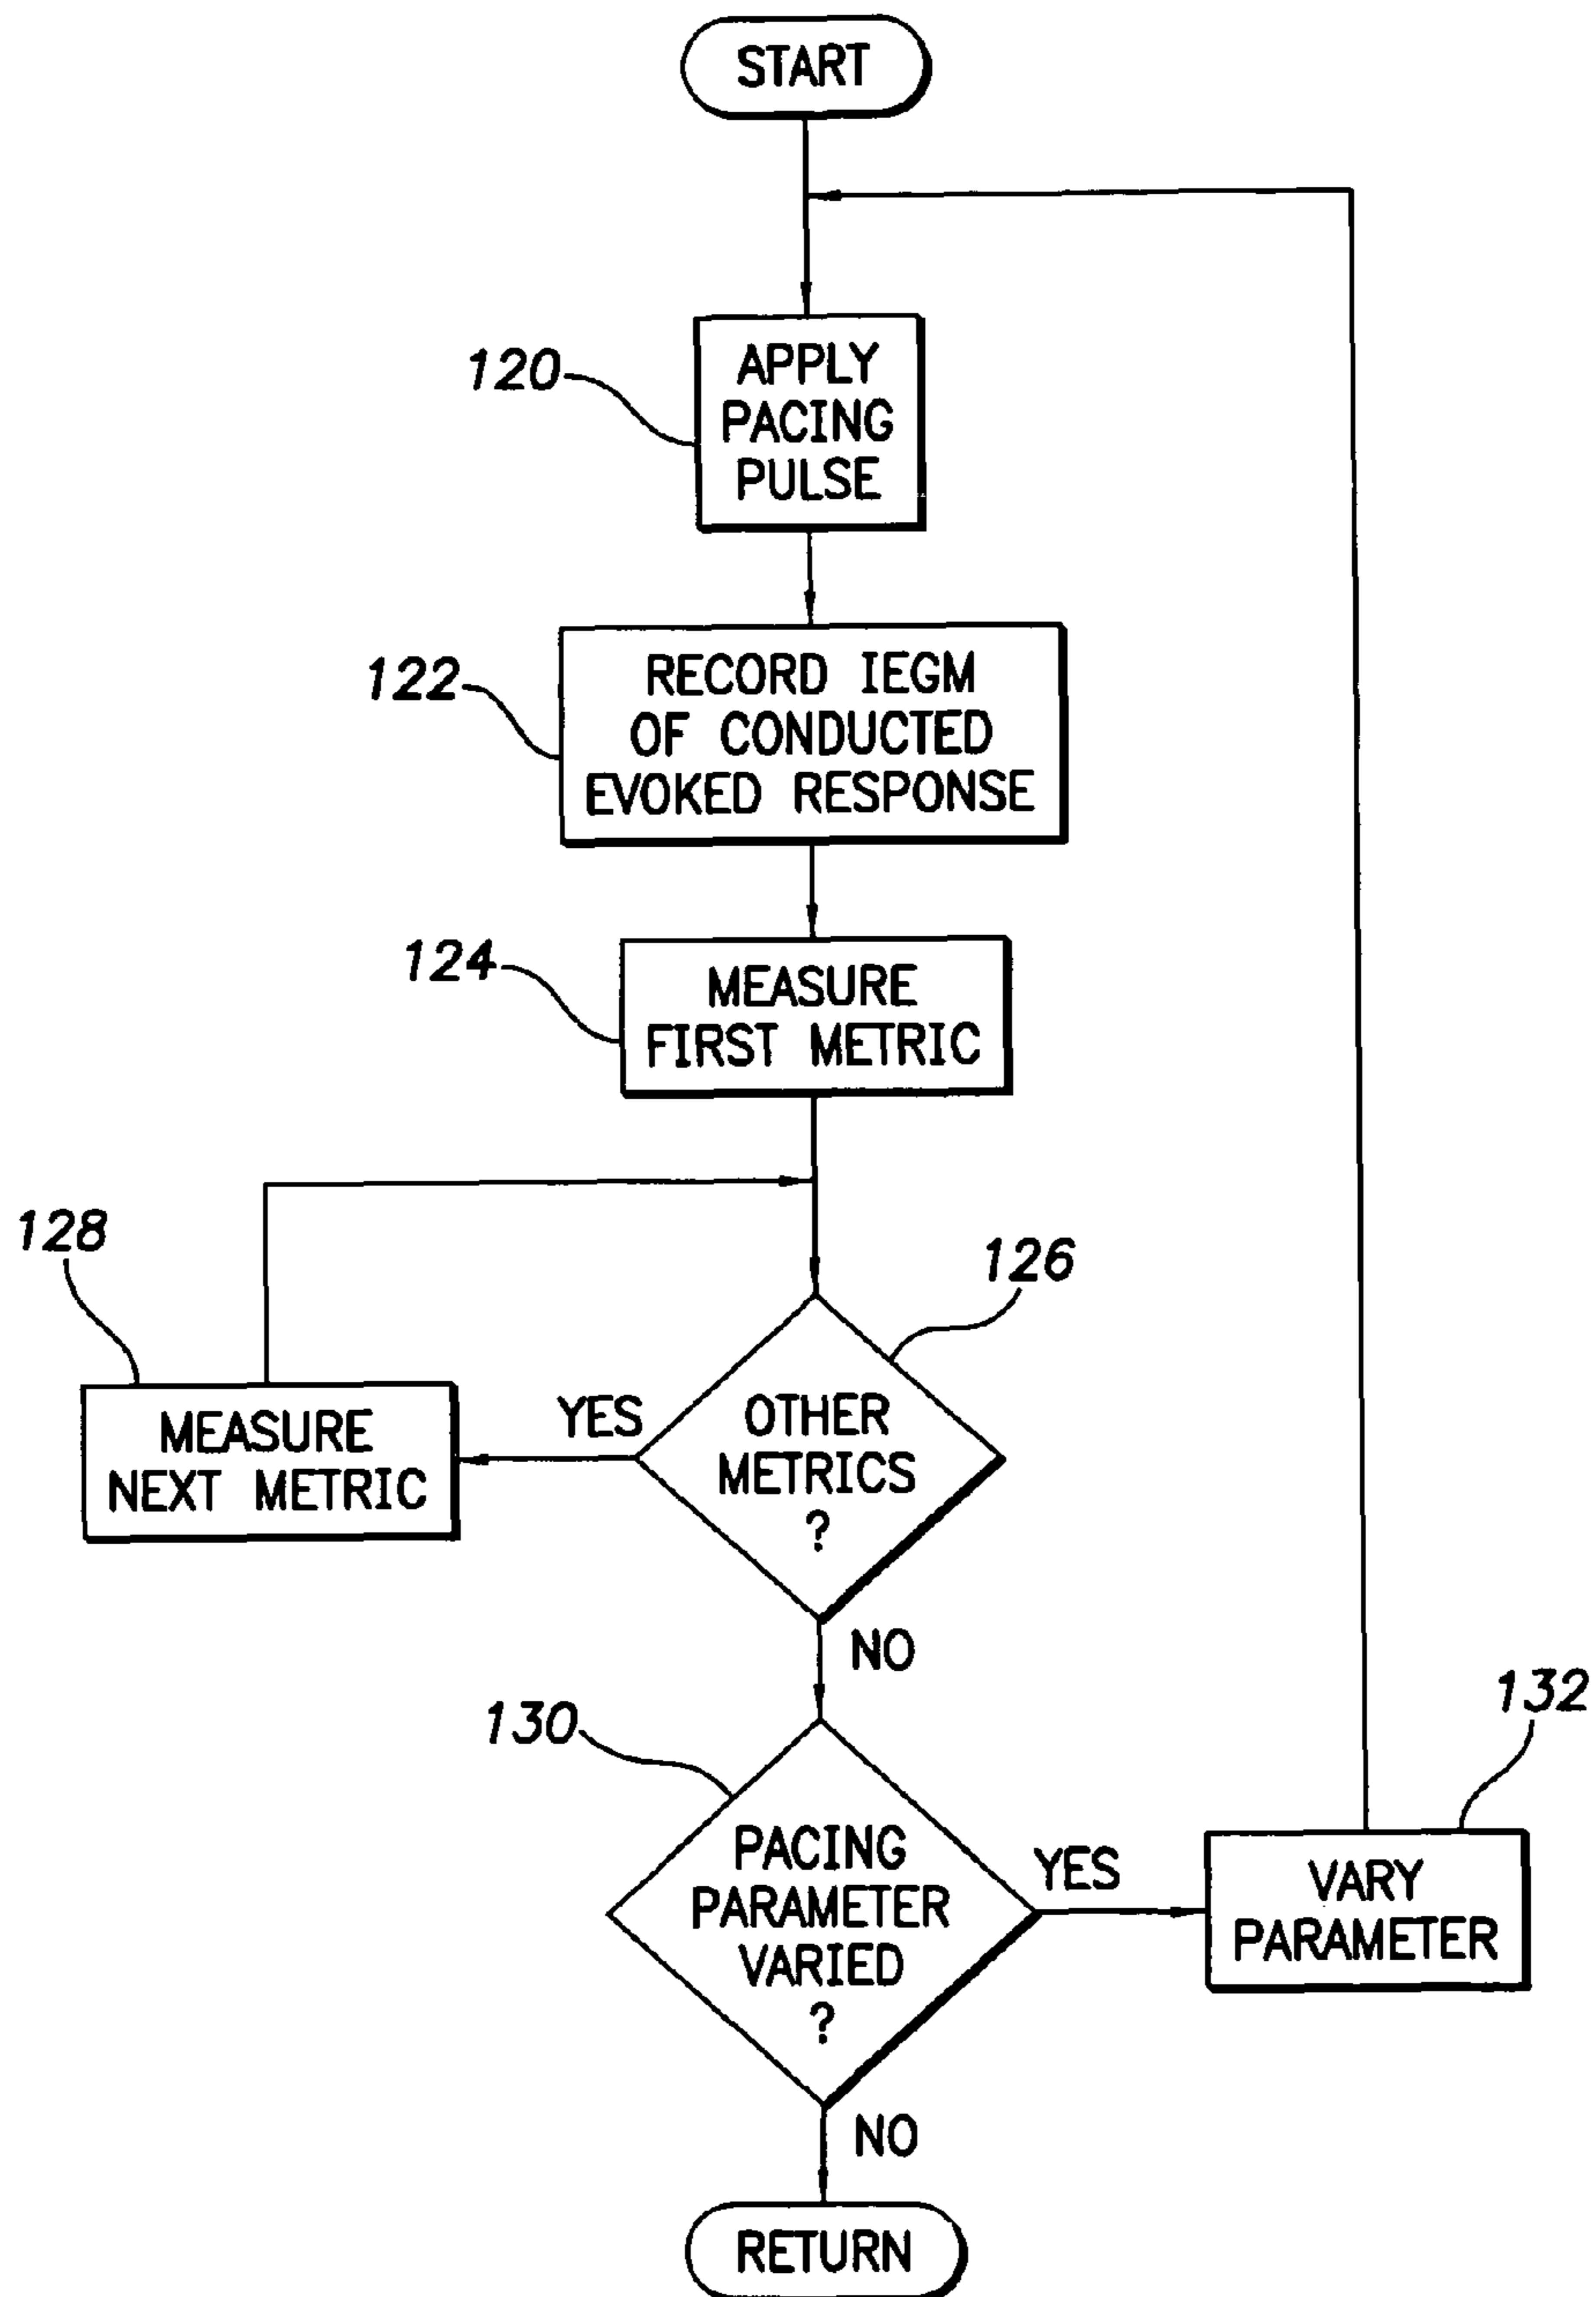 START
120
APPLY
PACING
PULSE
122
RECORD IEGM
OF CONDUCTED
EVOKED RESPONSE
124
MEASURE
FIRST METRIC
128
126
MEASURE
NEXT METRIC
YES
OTHER
METRICS
?
NO
130
132
PACING
PARAMETER
VARIED
?
YES
VARY
PARAMETER
NO
RETURN